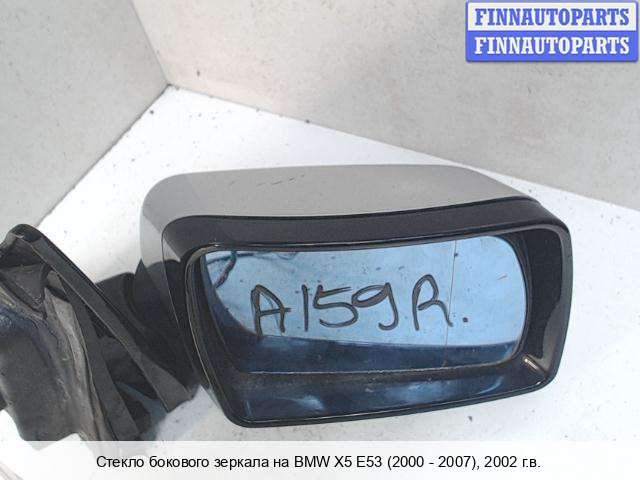 FINNAUTOPARTS
FINNAUTOPARTS
A159R.
Стекло бокового зеркала на BMW X5 E53 (2000 - 2007), 2002 г.в.